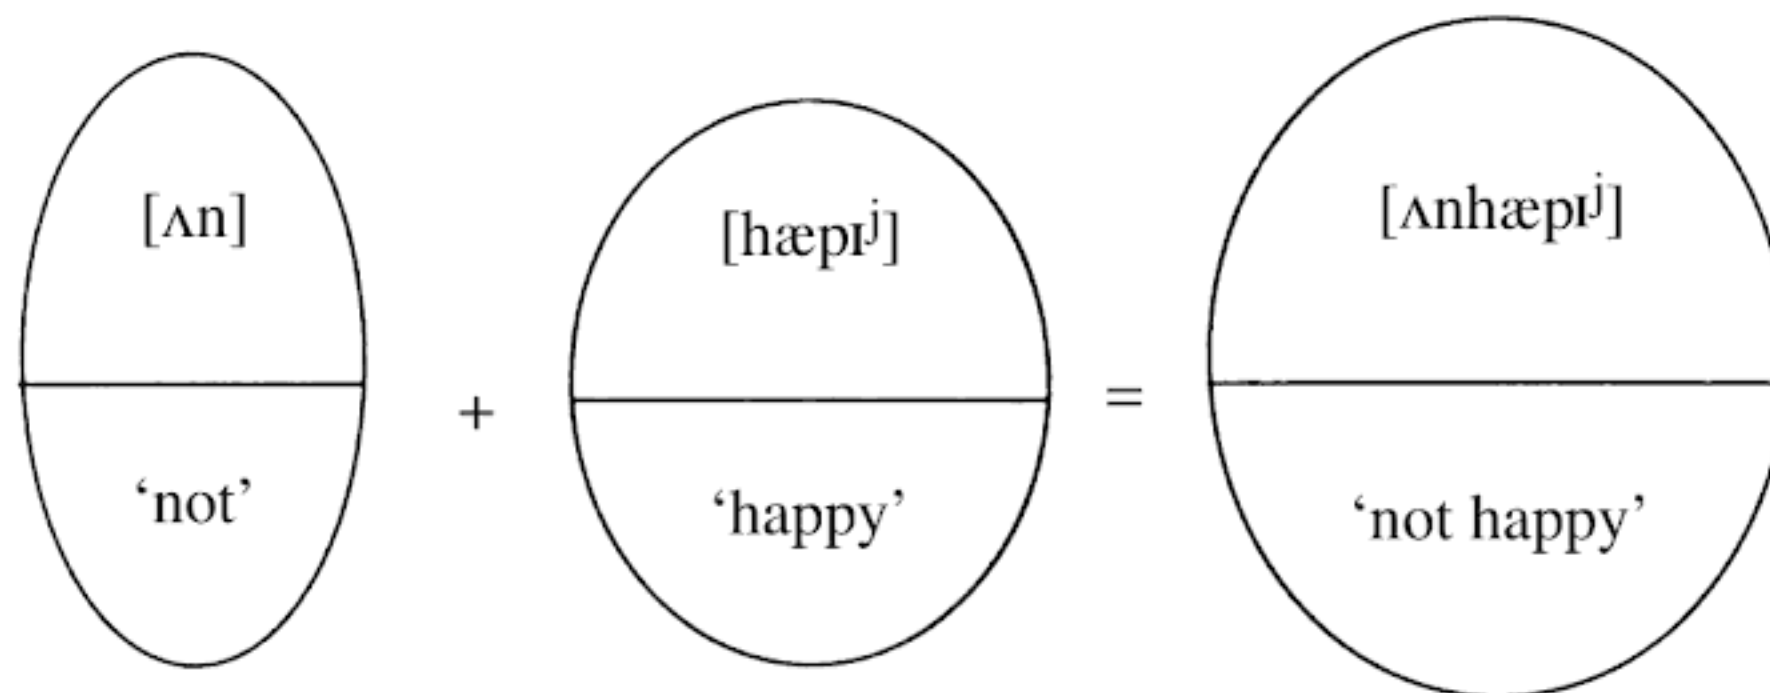 [ʌn] + [hæpɪʲ] = [ʌnhæpɪʲ]
‘not’ ‘happy’ ‘not happy’